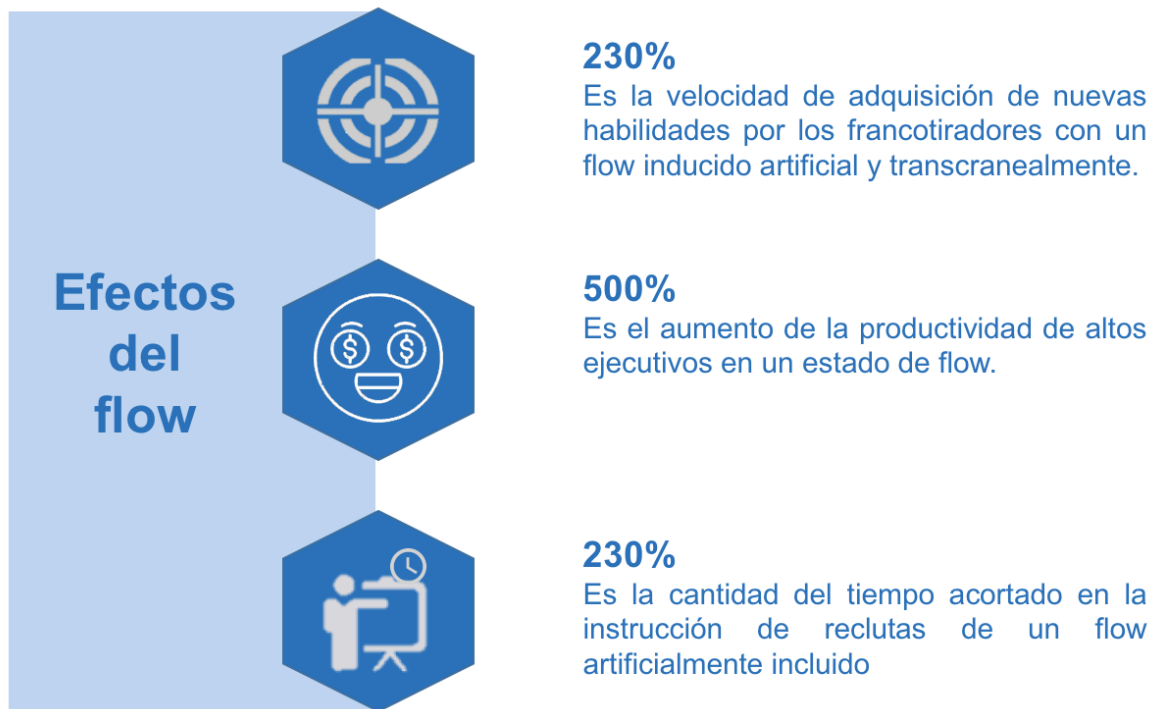 Efectos
del
flow
230%
Es la velocidad de adquisición de nuevas
habilidades por los francotiradores con un
flow inducido artificial y transcranealmente.
500%
Es el aumento de la productividad de altos
ejecutivos en un estado de flow.
230%
Es la cantidad del tiempo acortado en la
instrucción de reclutas de un flow
artificialmente incluido